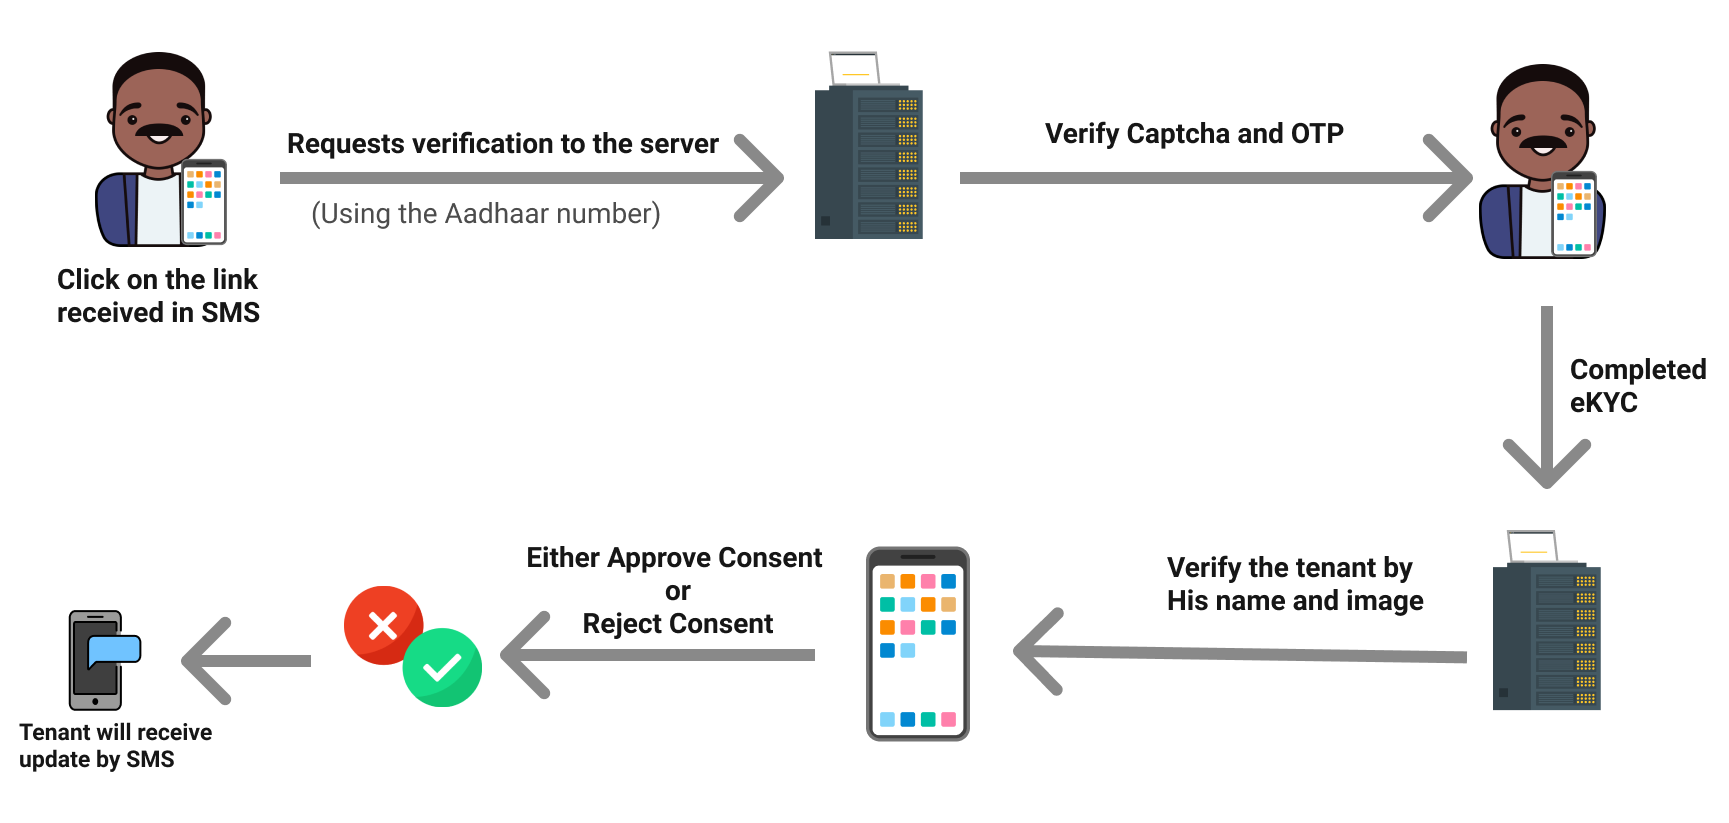 Requests verification to the server
(Using the Aadhaar number)
Verify Captcha and OTP
Click on the link
received in SMS
Completed
eKYC
Verify the tenant by
His name and image
Either Approve Consent
or
Reject Consent
Tenant will receive
update by SMS